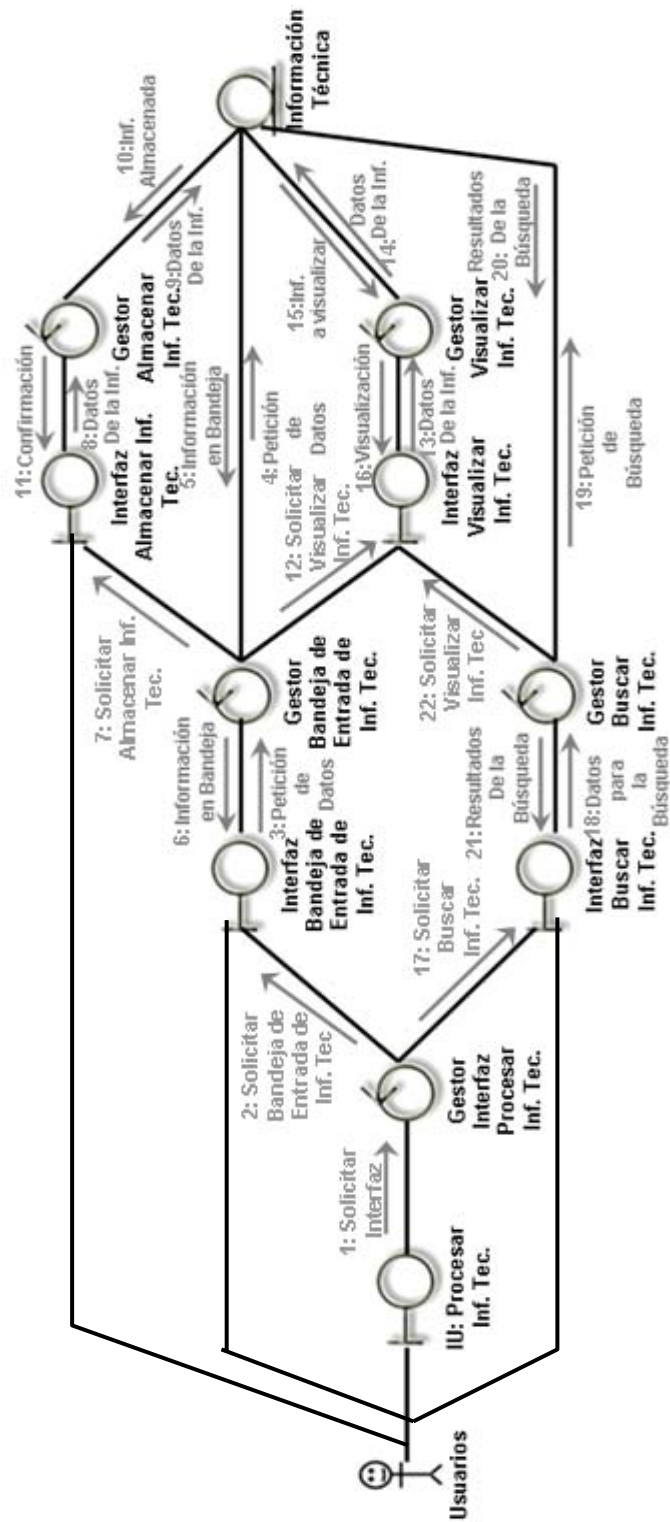 Usuarios
IU: Procesar
Inf. Tec.
1: Solicitar
Interfaz
Gestor
Interfaz
Procesar
Inf. Tec.
2: Solicitar
Bandeja de
Entrada de
Inf. Tec
17: Solicitar
Buscar
Inf. Tec.
Interfaz
Bandeja de
Entrada de
Inf. Tec.
6: Información
en Bandeja
3: Petición
de
Datos
Gestor
Bandeja de
Entrada de
Inf. Tec.
Interfaz
Buscar
Inf. Tec.
21: Resultados
De la
Búsqueda
18: Datos
para
la
Búsqueda
Gestor
Buscar
Inf. Tec.
7: Solicitar
Almacenar Inf.
Tec.
22: Solicitar
Visualizar
Inf. Tec
12: Solicitar de
Visualizar Datos
Inf. Tec.
4: Petición
5: Información
en Bandeja
Interfaz
Almacenar Inf.
Tec.
11: Confirmación
8: Datos
De la Inf.
Gestor
Almacenar
Inf. Tec.
Interfaz
Visualizar
Inf. Tec.
16: Visualización
13: Datos
De la Inf.
Gestor
Visualizar
Inf. Tec.
10: Inf.
Almacenada
9: Datos
De la Inf.
15: Inf.
a visualizar
14:
Datos
De la Inf.
19: Petición
de
Búsqueda
Resultados
20: De la
Búsqueda
Información
Técnica